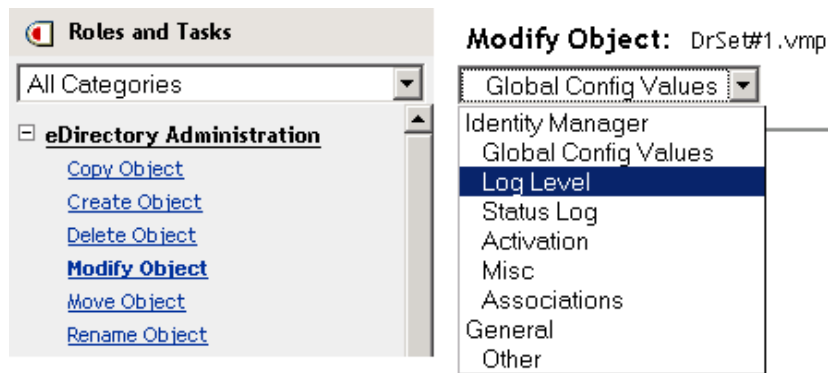 Roles and Tasks
All Categories
eDirectory Administration
Copy Object
Create Object
Delete Object
Modify Object
Move Object
Rename Object
Modify Object: DrSet#1.vmp
Global Config Values
Identity Manager
Global Config Values
Log Level
Status Log
Activation
Misc
Associations
General
Other